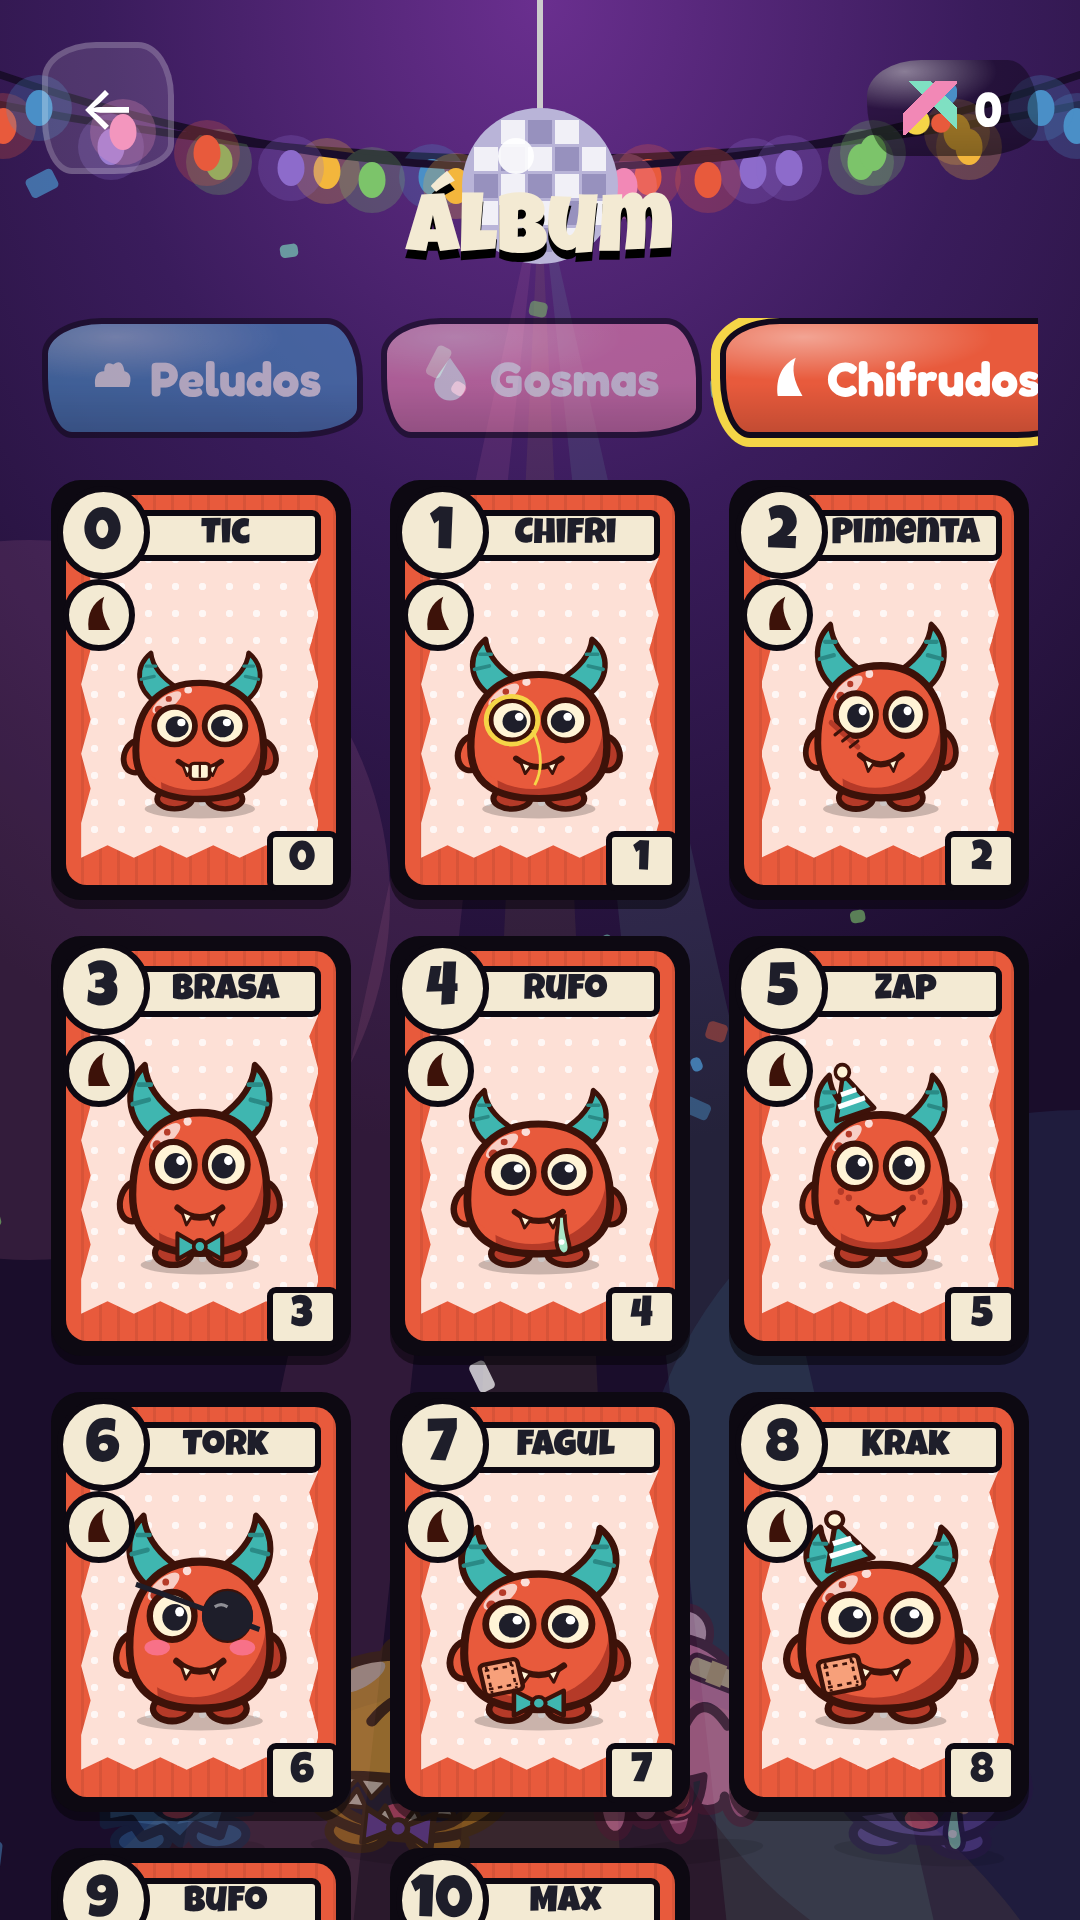 0
ÁLBUM
Peludos
Gosmas
Chifrudos
0
TIC
0
1
CHIFRI
1
2
PIMENTA
2
3
BRASA
3
4
RUFO
4
5
ZAP
5
6
TORK
6
7
FAGUL
7
8
KRAK
8
9
BUFO
10
MAX